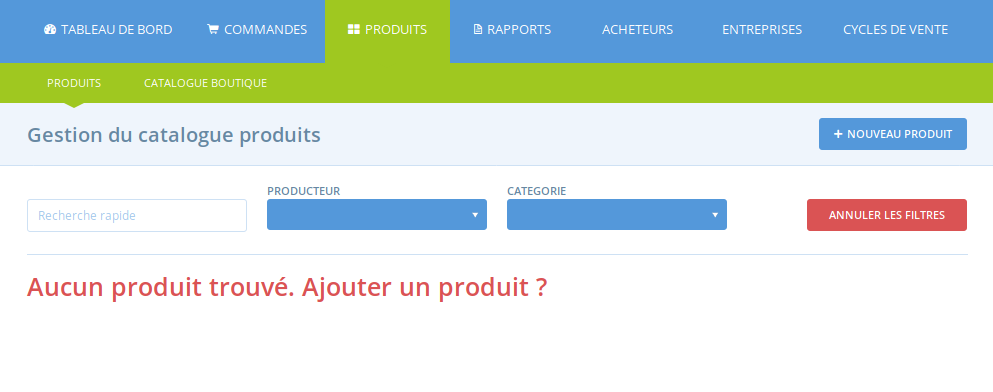 TABLEAU DE BORD COMMANDES PRODUITS RAPPORTS ACHETEURS ENTREPRISES CYCLES DE VENTE
PRODUITS CATALOGUE BOUTIQUE
Gestion du catalogue produits
+ NOUVEAU PRODUIT
PRODUCTEUR CATEGORIE
Recherche rapide
ANNULER LES FILTRES
Aucun produit trouvé. Ajouter un produit ?